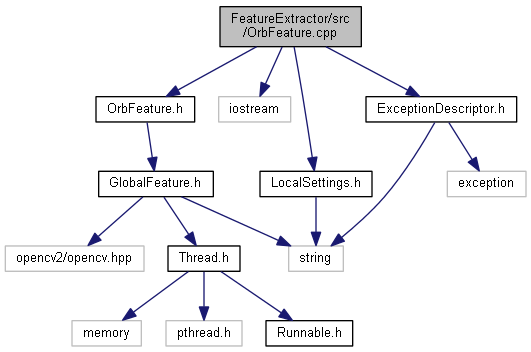 FeatureExtractor/src
/OrbFeature.cpp
OrbFeature.h
iostream
ExceptionDescriptor.h
GlobalFeature.h
LocalSettings.h
exception
opencv2/opencv.hpp
Thread.h
string
memory
pthread.h
Runnable.h